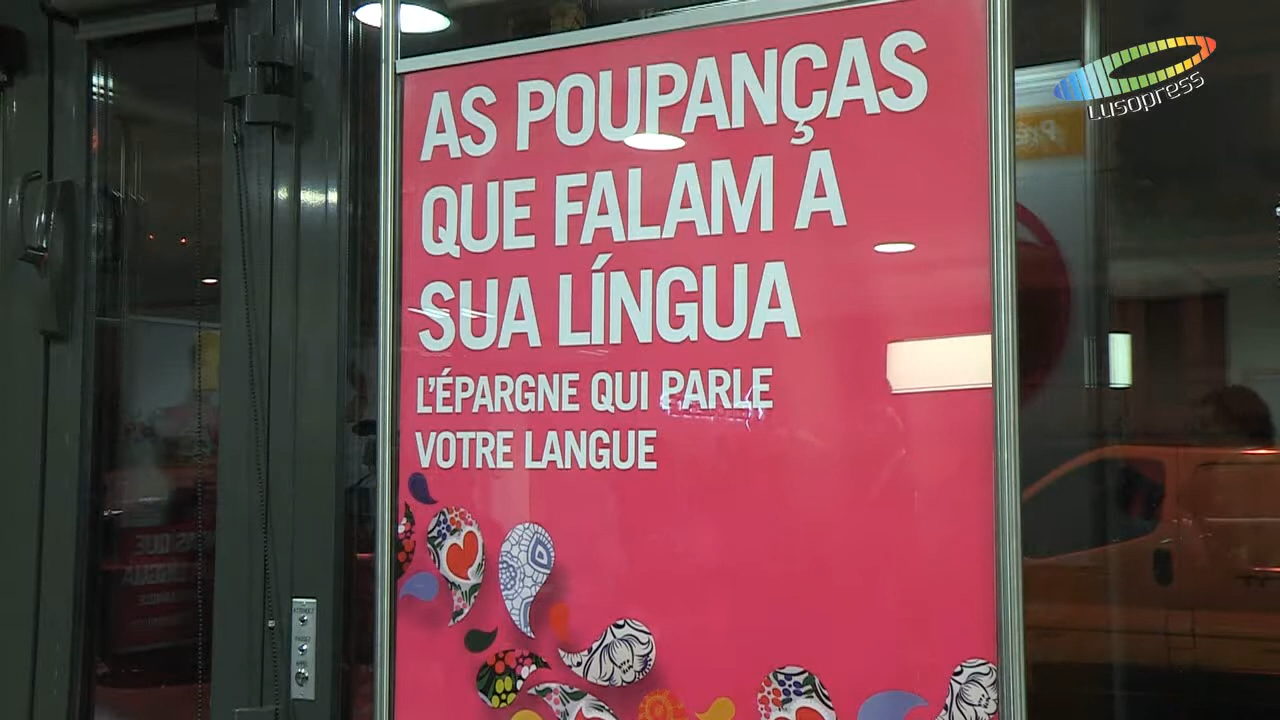 Lusopress
AS POUPANÇAS
QUE FALAM A
SUA LÍNGUA
L'ÉPARGNE QUI PARLE
VOTRE LANGUE